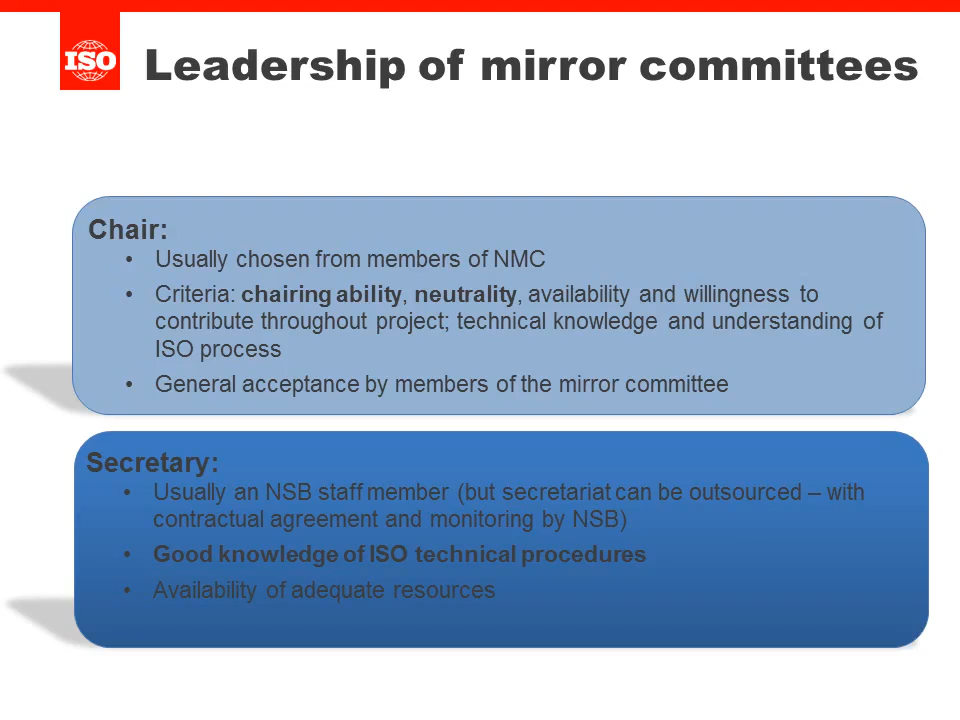 ISO
Leadership of mirror committees
Chair:
• Usually chosen from members of NMC
• Criteria: chairing ability, neutrality, availability and willingness to
contribute throughout project; technical knowledge and understanding of
ISO process
• General acceptance by members of the mirror committee
Secretary:
• Usually an NSB staff member (but secretariat can be outsourced – with
contractual agreement and monitoring by NSB)
• Good knowledge of ISO technical procedures
• Availability of adequate resources